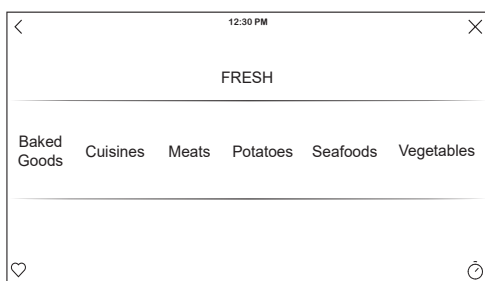 12:30 PM
FRESH
Baked
Goods
Cuisines
Meats
Potatoes
Seafoods
Vegetables